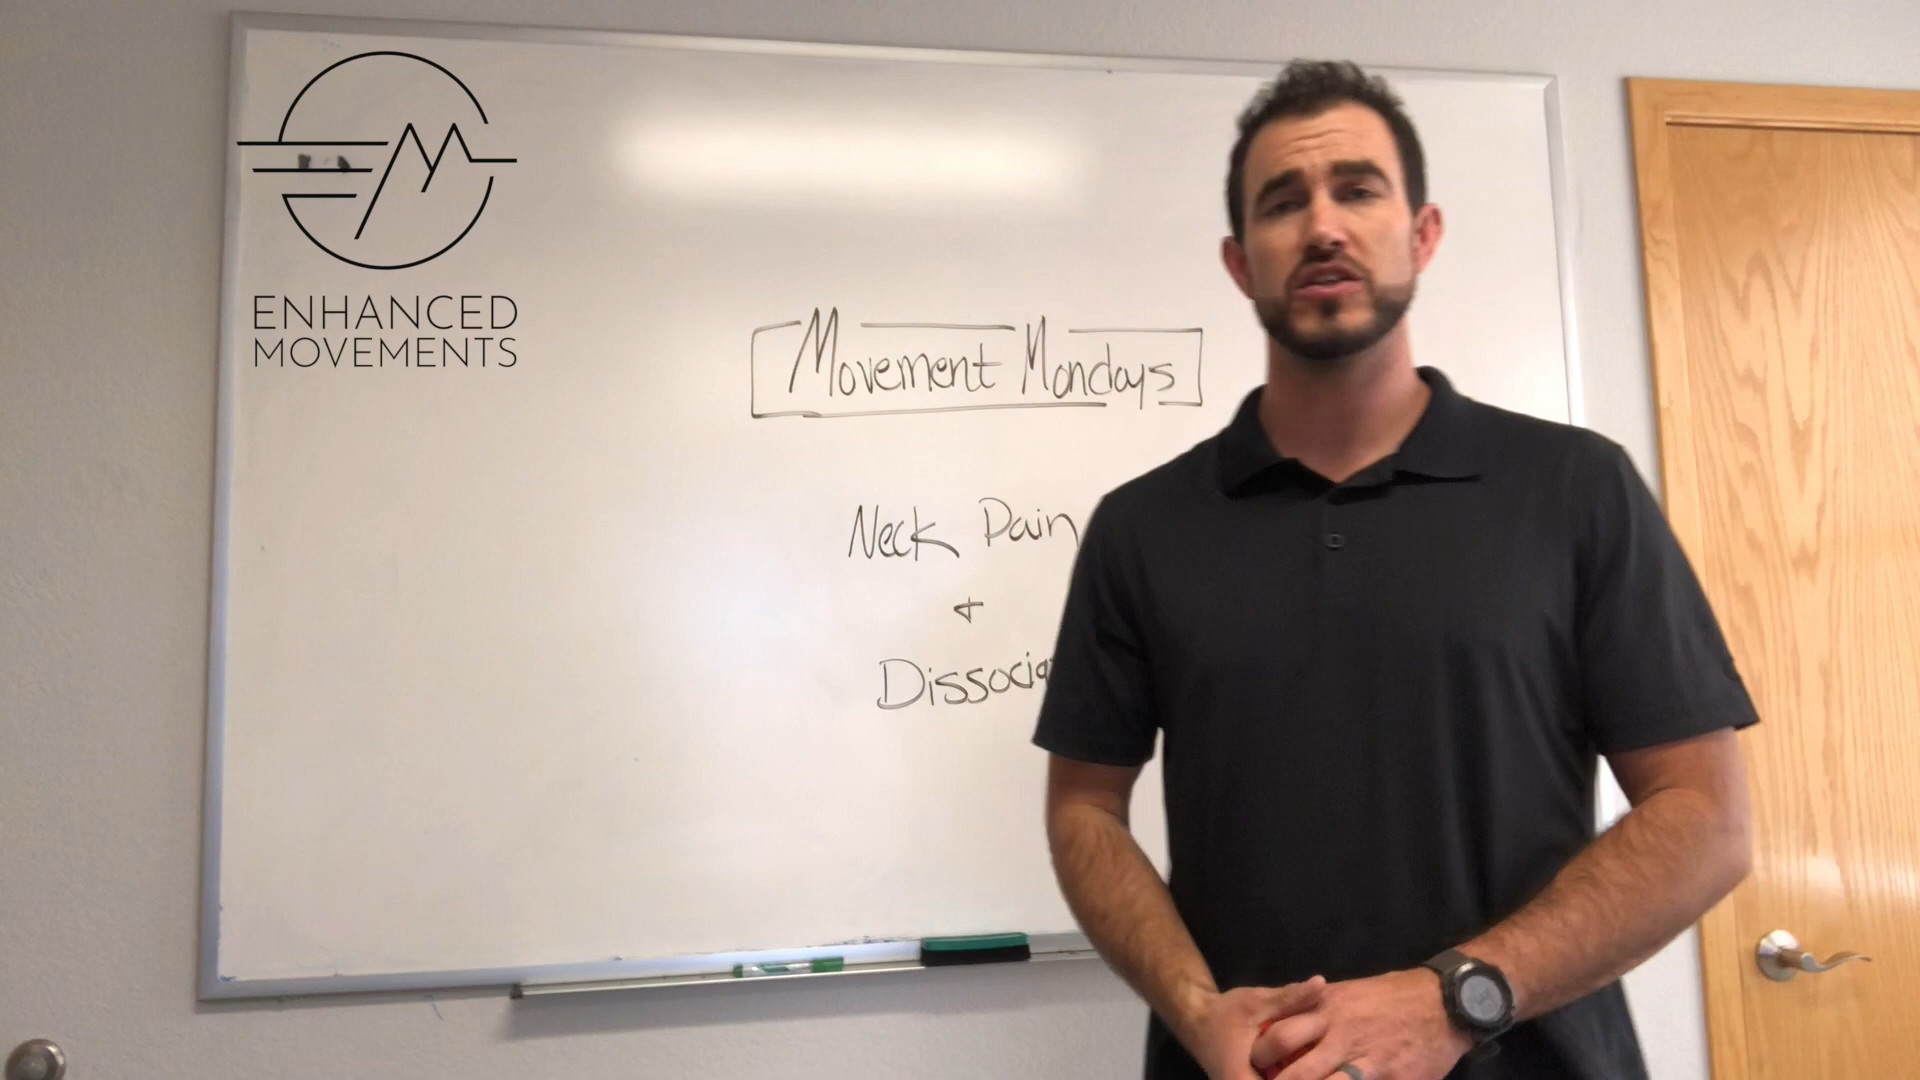 ENHANCED
MOVEMENTS
Movement Mondays
Neck Pain
+